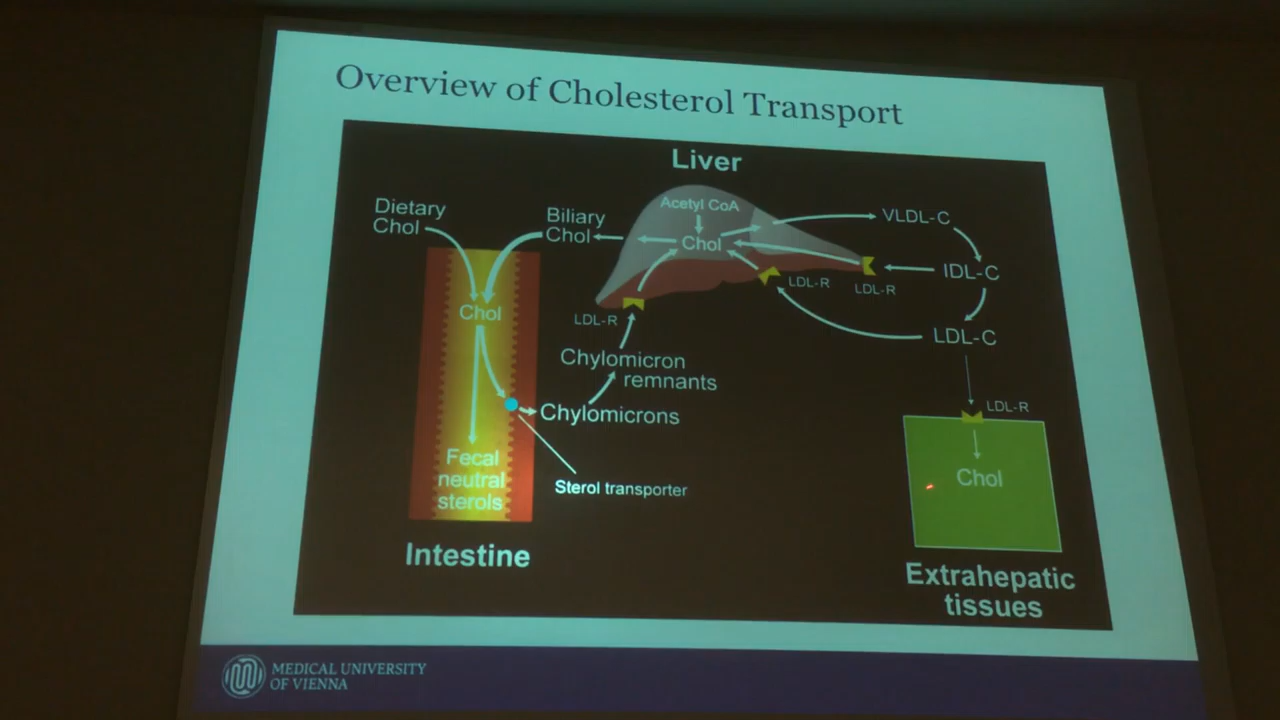 Overview of Cholesterol Transport
Liver
Dietary
Chol
Biliary
Chol
Acetyl CoA
Chol
VLDL-C
IDL-C
LDL-R
LDL-R
LDL-C
Chol
LDL-R
Chylomicron
remnants
Chylomicrons
LDL-R
Chol
Fecal
neutral
sterols
Sterol transporter
Intestine
Extrahepatic
tissues
MEDICAL UNIVERSITY
OF VIENNA